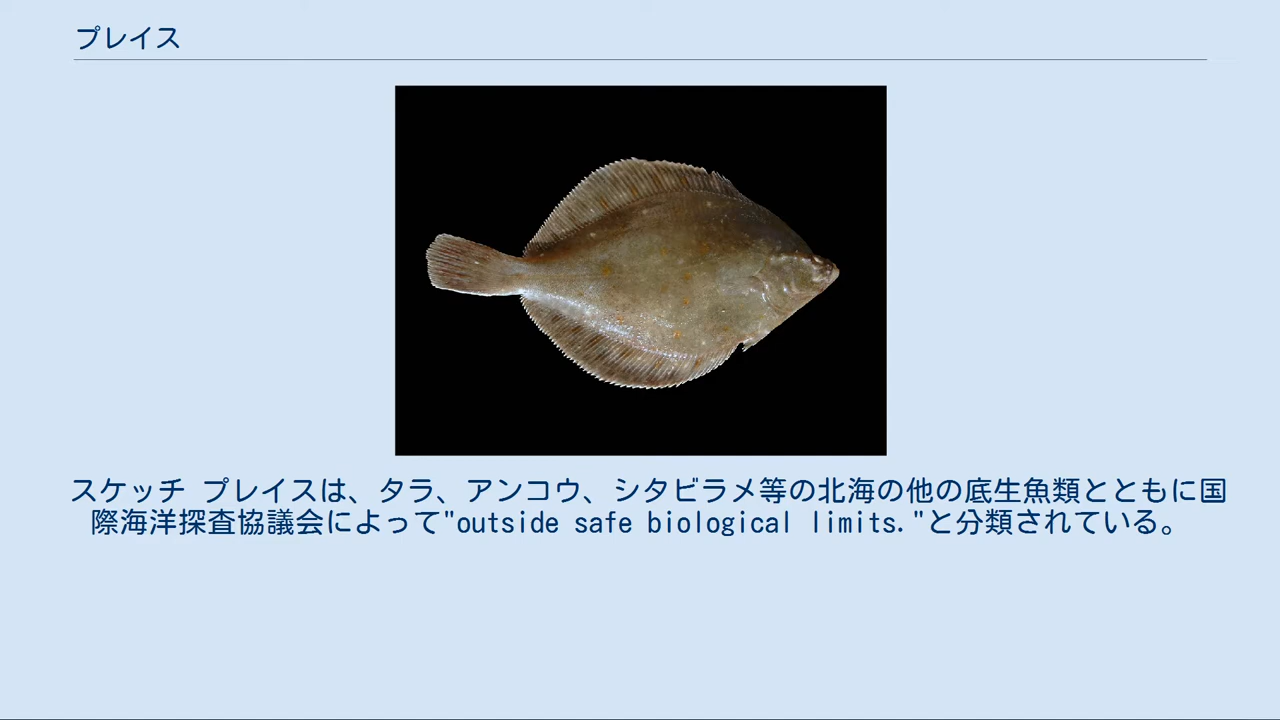 プレイス
スケッチ プレイスは、タラ、アンコウ、シタビラメ等の北海の他の底生魚類とともに国
際海洋探査協議会によって"outside safe biological limits."と分類されている。